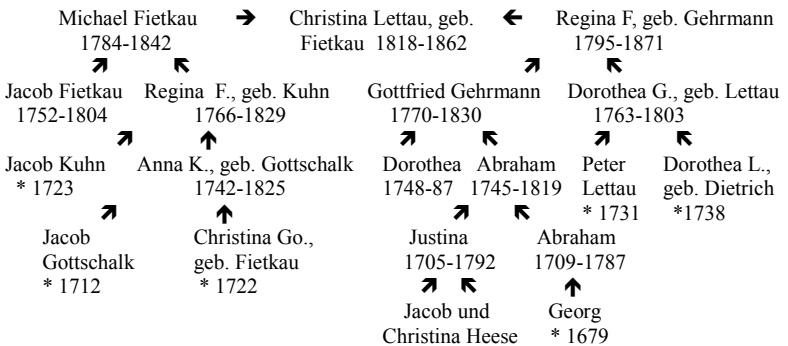 Michael Fietkau ➔ Christina Lettau, geb. 🡸 Regina F, geb. Gehrmann
1784-1842 Fietkau 1818-1862 1795-1871
Jacob Fietkau Regina F., geb. Kuhn Gottfried Gehrmann Dorothea G., geb. Lettau
1752-1804 1766-1829 1770-1830 1763-1803
Jacob Kuhn Anna K., geb. Gottschalk Dorothea Abraham Peter Dorothea L.,
* 1723 1742-1825 1748-87 1745-1819 Lettau geb. Dietrich
* 1731 *1738
Jacob Christina Go., Justina Abraham
Gottschalk geb. Fietkau 1705-1792 1709-1787
* 1712 * 1722
Jacob und Georg
Christina Heese * 1679